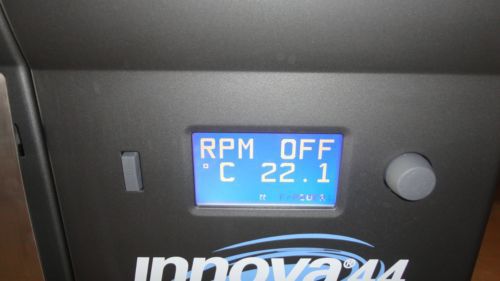 RPM OFF
°C 22.1
innova® 44